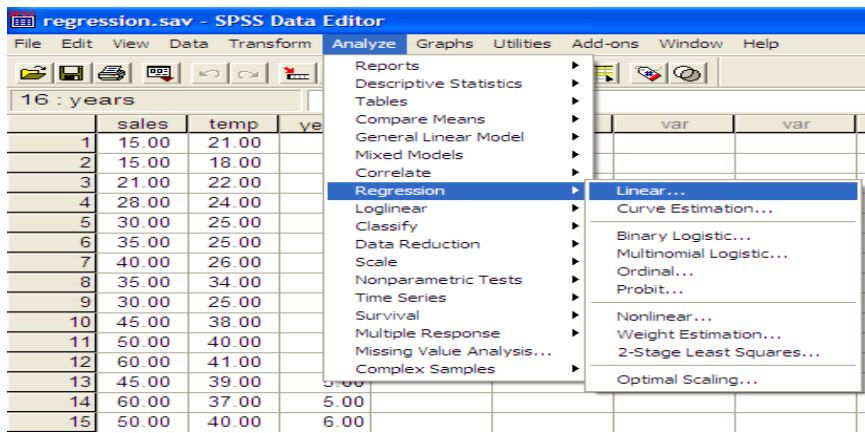 regression.sav - SPSS Data Editor
File Edit View Data Transform Analyze Graphs Utilities Add-ons Window Help
16 : years
sales temp ye var var
1 15.00 21.00
2 15.00 18.00
3 21.00 22.00
4 28.00 24.00
5 30.00 25.00
6 35.00 25.00
7 40.00 26.00
8 35.00 34.00
9 30.00 25.00
10 45.00 38.00
11 50.00 40.00
12 60.00 41.00
13 45.00 39.00 5.00
14 60.00 37.00 5.00
15 50.00 40.00 6.00
Reports
Descriptive Statistics
Tables
Compare Means
General Linear Model
Mixed Models
Correlate
Regression
Loglinear
Classify
Data Reduction
Scale
Nonparametric Tests
Time Series
Survival
Multiple Response
Missing Value Analysis...
Complex Samples
Linear...
Curve Estimation...
Binary Logistic...
Multinomial Logistic...
Ordinal...
Probit...
Nonlinear...
Weight Estimation...
2-Stage Least Squares...
Optimal Scaling...